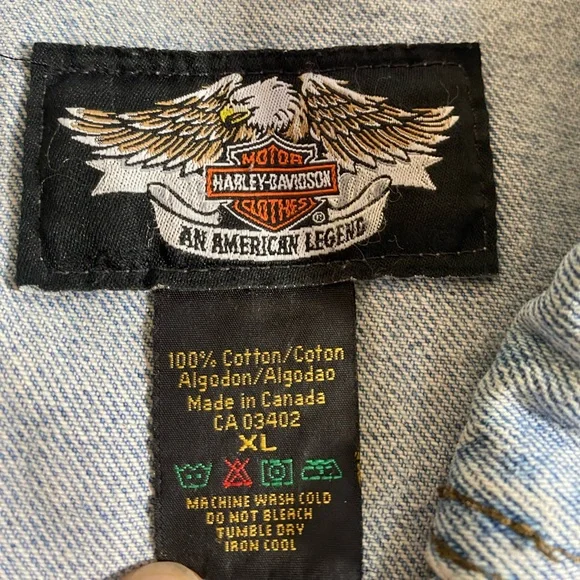 MOTOR
HARLEY-DAVIDSON
CLOTHES
®
AN AMERICAN LEGEND
100% Cotton/Coton
Algodon/Algodao
Made in Canada
CA 03402
XL
MACHINE WASH COLD
DO NOT BLEACH
TUMBLE DRY
IRON COOL